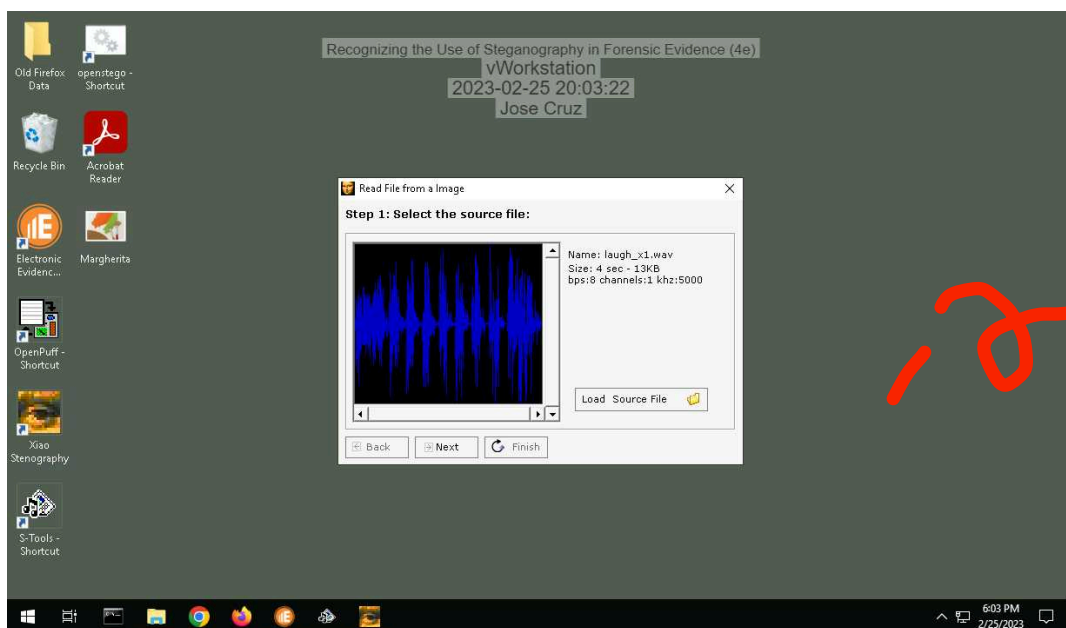 Recognizing the Use of Steganography in Forensic Evidence (4e)
vWorkstation
2023-02-25 20:03:22
Jose Cruz
Old Firefox
Data
openstego -
Shortcut
Recycle Bin
Acrobat
Reader
Electronic
Evidenc...
Margherita
OpenPuff -
Shortcut
Xiao
Stenography
S-Tools -
Shortcut
Read File from a Image
Step 1: Select the source file:
Name: laugh_x1.wav
Size: 4 sec - 13KB
bps:8 channels:1 khz:5000
Load Source File
Back
Next
Finish
6:03 PM
2/25/2023